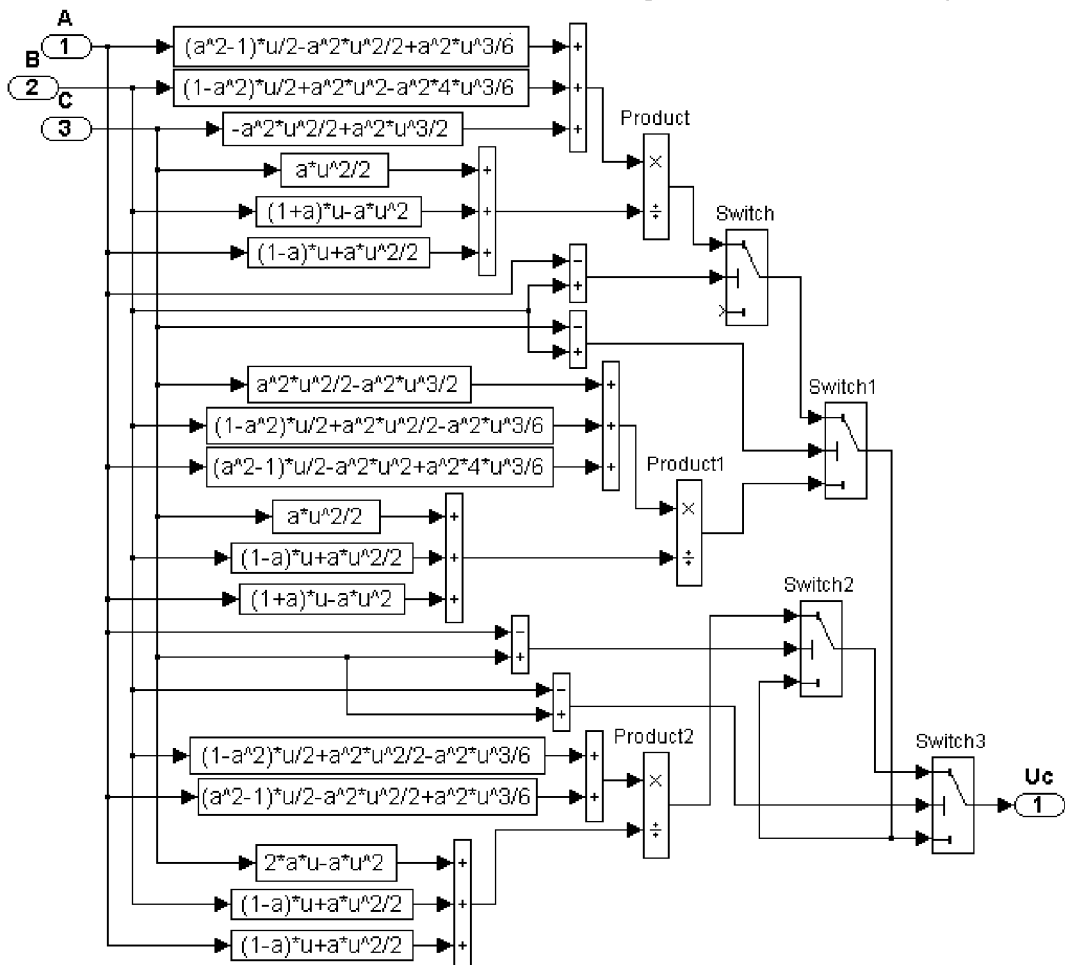 A
1
(a^2-1)*u/2-a^2*u^2/2+a^2*u^3/6
+
B
2
(1-a^2)*u/2+a^2*u^2-a^2*4*u^3/6
+
C
3
-a^2*u^2/2+a^2*u^3/2
+
Product
×
÷
a*u^2/2
+
(1+a)*u-a*u^2
+
(1-a)*u+a*u^2/2
+
Switch
-
+
-
+
Switch1
a^2*u^2/2-a^2*u^3/2
+
(1-a^2)*u/2+a^2*u^2/2-a^2*u^3/6
+
(a^2-1)*u/2-a^2*u^2+a^2*4*u^3/6
+
Product1
×
÷
a*u^2/2
+
(1-a)*u+a*u^2/2
+
(1+a)*u-a*u^2
+
Switch2
-
+
-
+
Product2
×
÷
Switch3
(1-a^2)*u/2+a^2*u^2/2-a^2*u^3/6
+
(a^2-1)*u/2-a^2*u^2/2+a^2*u^3/6
+
Uc
1
2*a*u-a*u^2
+
(1-a)*u+a*u^2/2
+
(1-a)*u+a*u^2/2
+